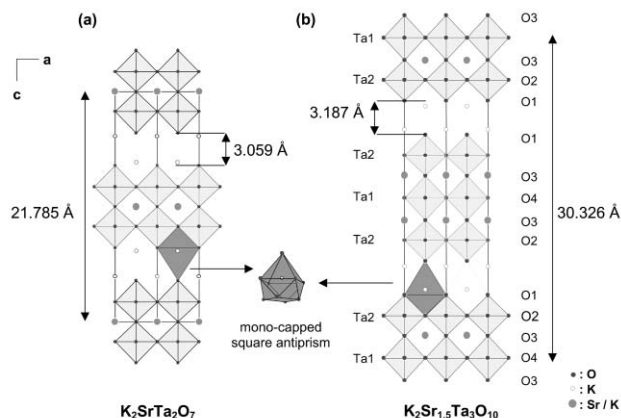 (a)
(b)
a
c
21.785 Å
3.059 Å
K₂SrTa₂O₇
mono-capped
square antiprism
3.187 Å
30.326 Å
Ta1
Ta2
Ta2
Ta1
Ta2
Ta2
Ta1
O3
O3
O2
O1
O1
O3
O4
O3
O2
O1
O2
O3
O4
O3
: O
: K
: Sr / K
K₂Sr₁.₅Ta₃O₁₀